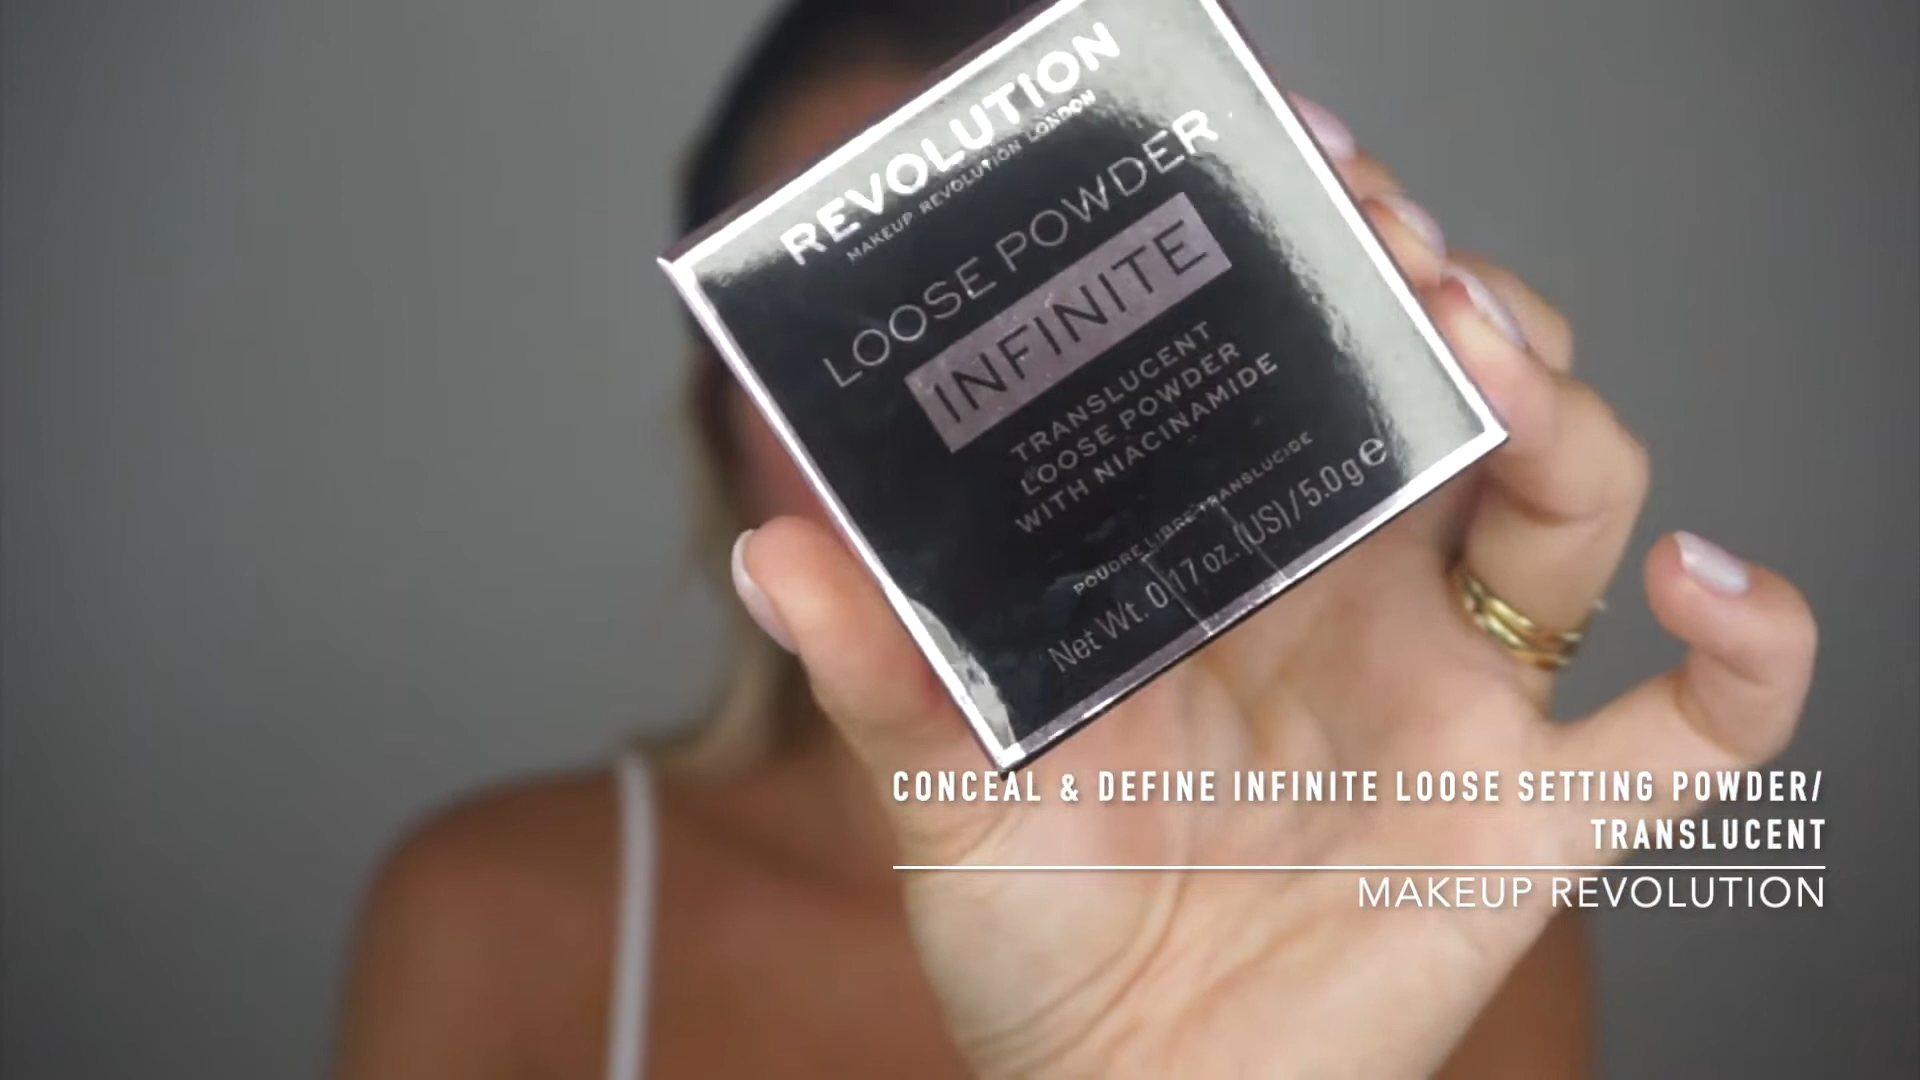 REVOLUTION
MAKEUP REVOLUTION LONDON
LOOSE POWDER
INFINITE
TRANSLUCENT
LOOSE POWDER
WITH NIACINAMIDE
POUDRE LIBRE TRANSLUCIDE
Net Wt. 0.17 oz. (US) / 5.0g e
CONCEAL & DEFINE INFINITE LOOSE SETTING POWDER/
TRANSLUCENT
MAKEUP REVOLUTION